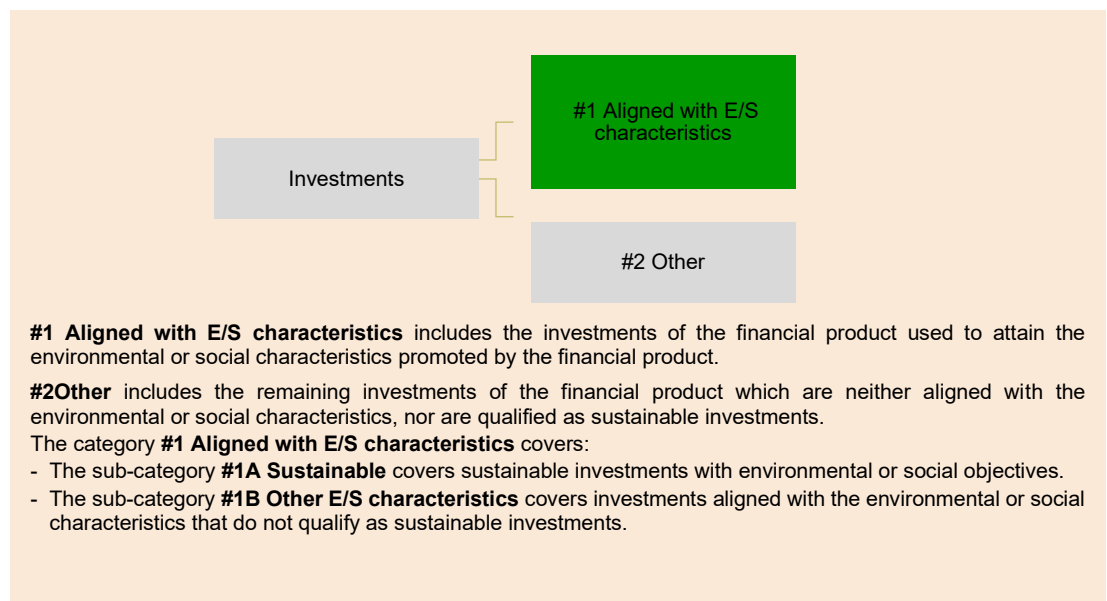 #1 Aligned with E/S
characteristics
Investments
#2 Other
#1 Aligned with E/S characteristics includes the investments of the financial product used to attain the
environmental or social characteristics promoted by the financial product.
#2Other includes the remaining investments of the financial product which are neither aligned with the
environmental or social characteristics, nor are qualified as sustainable investments.
The category #1 Aligned with E/S characteristics covers:
- The sub-category #1A Sustainable covers sustainable investments with environmental or social objectives.
- The sub-category #1B Other E/S characteristics covers investments aligned with the environmental or social
characteristics that do not qualify as sustainable investments.